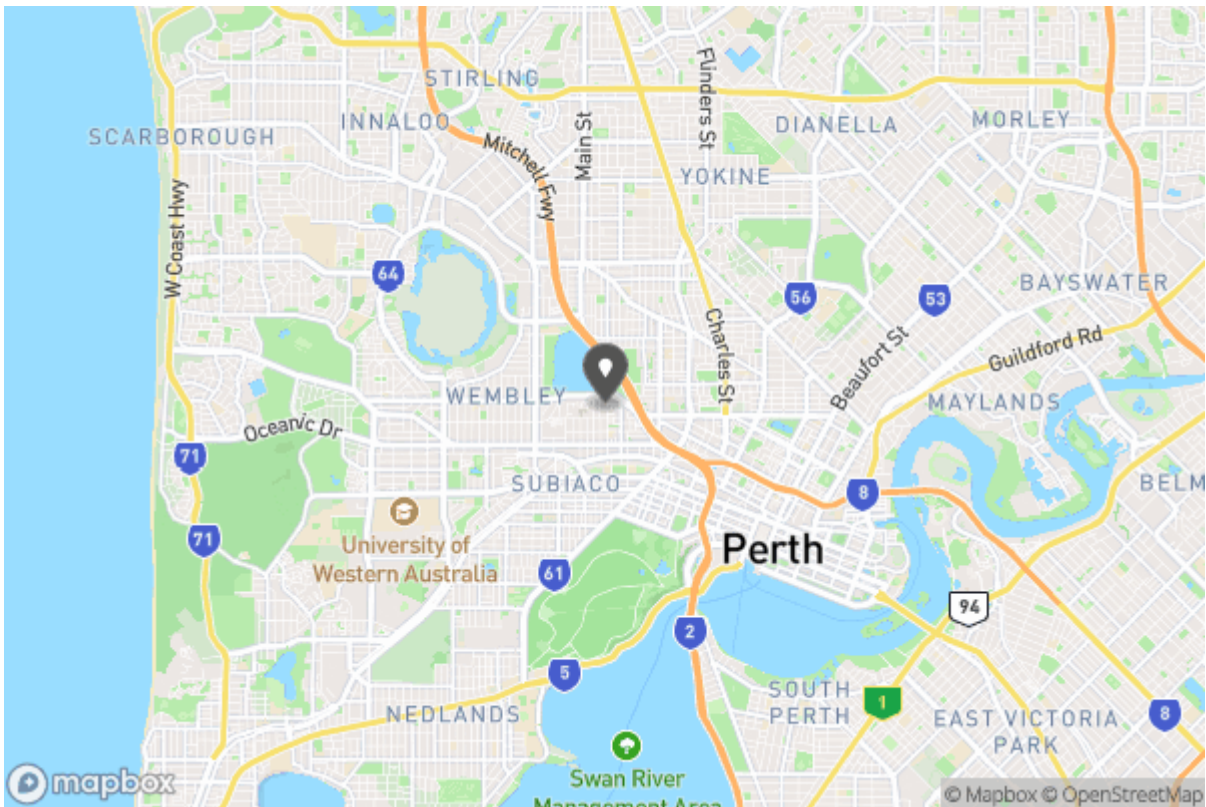 STIRLING
Flinders St
Main St
INNALOO
SCARBOROUGH
Mitchell Fwy
DIANELLA
MORLEY
YOKINE
W Coast Hwy
64
56
53
BAYSWATER
Charles St
Beaufort St
Guildford Rd
WEMBLEY
MAYLANDS
Oceanic Dr
71
SUBIACO
8
BELM
71
University of
Western Australia
Perth
61
94
2
5
SOUTH
PERTH
1
NEDLANDS
EAST VICTORIA
PARK
8
Swan River
Management Area
mapbox
© Mapbox © OpenStreetMap